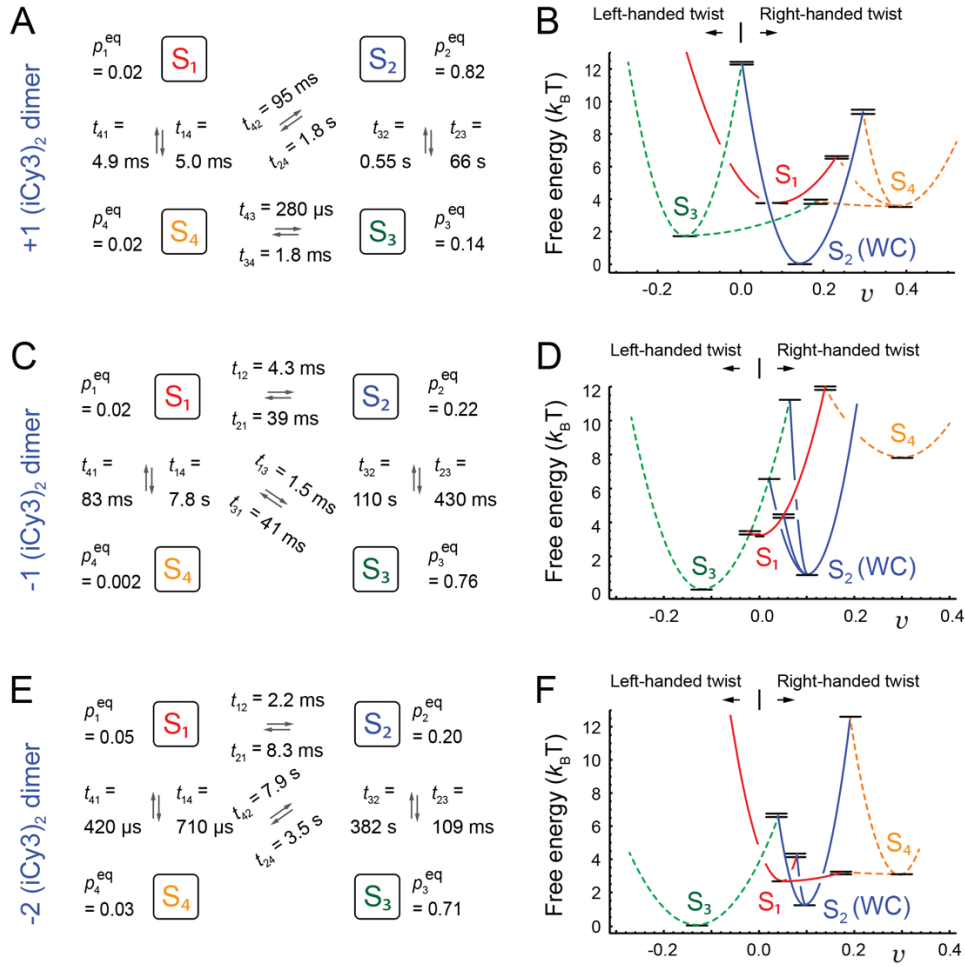 A
+1 (iCy3)₂ dimer
p₁ᵉq
= 0.02
S₁
S₂
p₂ᵉq
= 0.82
t₄₂ = 95 ms
t₂₄ = 1.8 s
t₄₁ =
4.9 ms
t₁₄ =
5.0 ms
t₃₂ =
0.55 s
t₂₃ =
66 s
p₄ᵉq
= 0.02
S₄
t₄₃ = 280 µs
t₃₄ = 1.8 ms
S₃
p₃ᵉq
= 0.14
B
Left-handed twist
Right-handed twist
Free energy (k_BT)
12
10
8
6
4
2
0
S₃
S₁
S₄
S₂ (WC)
-0.2
0.0
0.2
0.4
υ
C
-1 (iCy3)₂ dimer
p₁ᵉq
= 0.02
S₁
t₁₂ = 4.3 ms
t₂₁ = 39 ms
S₂
p₂ᵉq
= 0.22
t₄₁ =
83 ms
t₁₄ =
7.8 s
t₁₃ = 1.5 ms
t₃₁ = 41 ms
t₃₂ =
110 s
t₂₃ =
430 ms
p₄ᵉq
= 0.002
S₄
S₃
p₃ᵉq
= 0.76
D
Left-handed twist
Right-handed twist
Free energy (k_BT)
12
10
8
6
4
2
0
S₃
S₁
S₄
S₂ (WC)
-0.2
0.0
0.2
0.4
υ
E
-2 (iCy3)₂ dimer
p₁ᵉq
= 0.05
S₁
t₁₂ = 2.2 ms
t₂₁ = 8.3 ms
S₂
p₂ᵉq
= 0.20
t₄₁ =
420 µs
t₁₄ =
710 µs
t₄₂ = 7.9 s
t₂₄ = 3.5 s
t₃₂ =
382 s
t₂₃ =
109 ms
p₄ᵉq
= 0.03
S₄
S₃
p₃ᵉq
= 0.71
F
Left-handed twist
Right-handed twist
Free energy (k_BT)
12
10
8
6
4
2
0
S₃
S₁
S₄
S₂ (WC)
-0.2
0.0
0.2
0.4
υ